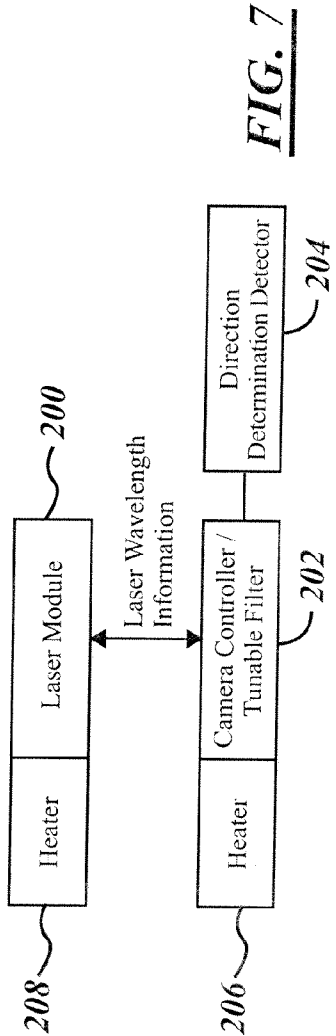 208
Heater
Laser Module
200
Laser Wavelength
Information
206
Heater
Camera Controller /
Tunable Filter
202
Direction
Determination Detector
204
FIG. 7